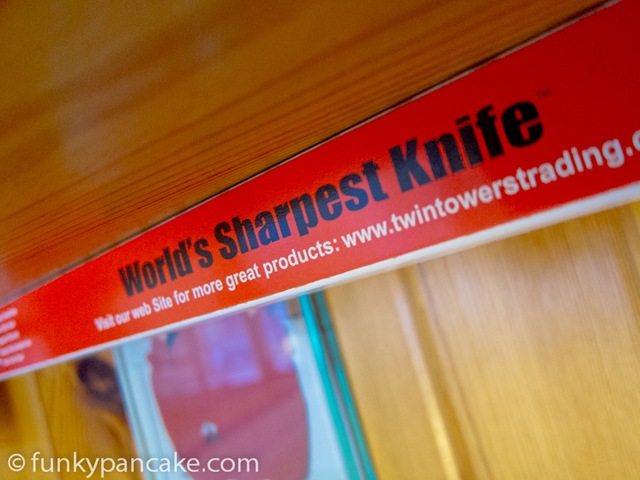 World's Sharpest Knife™
Visit our web Site for more great products: www.twintowerstrading.
© funkypancake.com